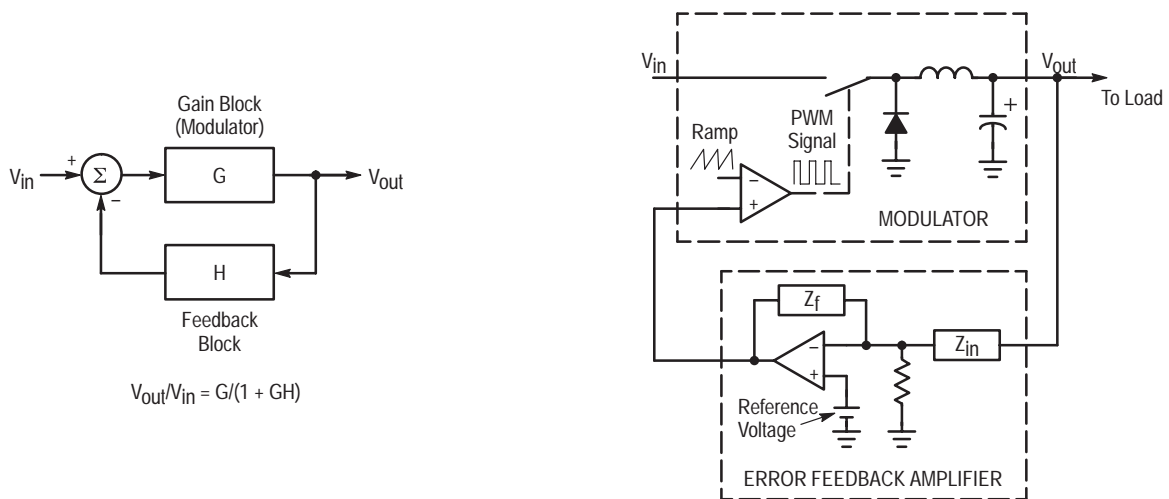 Gain Block
(Modulator)
Vin
+
Σ
−
G
Vout
H
Feedback
Block
Vout/Vin = G/(1 + GH)
Vin
Vout
To Load
+
PWM
Signal
Ramp
−
+
MODULATOR
Zf
Zin
−
+
Reference
Voltage
ERROR FEEDBACK AMPLIFIER